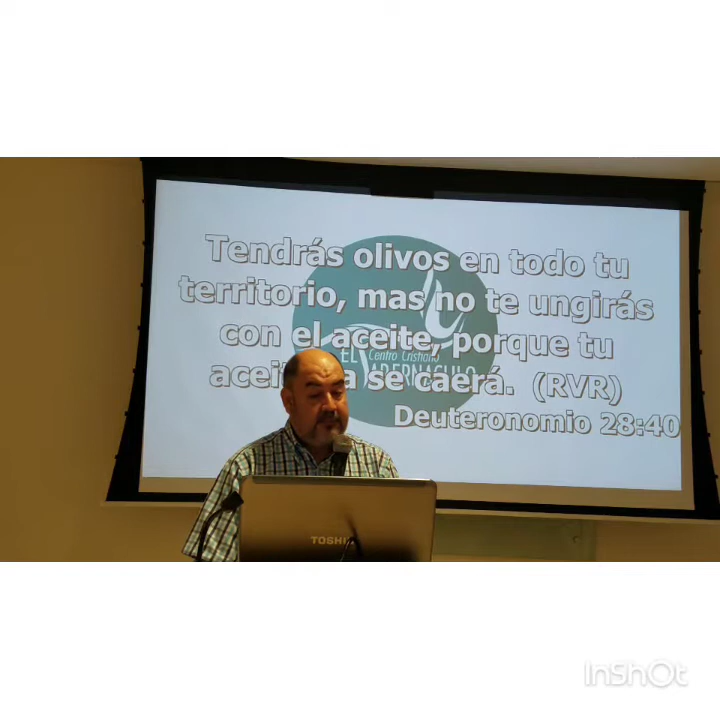 Tendrás olivos en todo tu
territorio, mas no te ungirás
con el aceite, porque tu
se caerá. (RVR)
Deuteronomio 28:40
Centro Cristiano
EL
TOSHI
InShOt